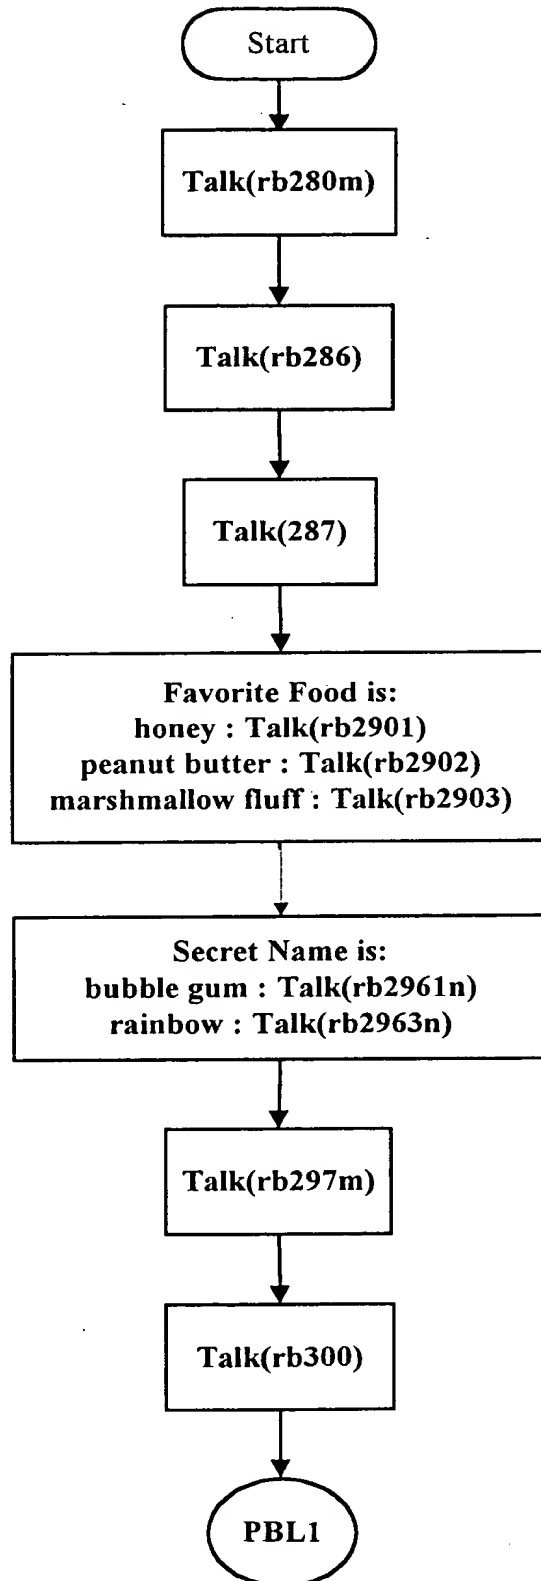 Start
Talk(rb280m)
Talk(rb286)
Talk(287)
Favorite Food is:
honey : Talk(rb2901)
peanut butter : Talk(rb2902)
marshmallow fluff : Talk(rb2903)
Secret Name is:
bubble gum : Talk(rb2961n)
rainbow : Talk(rb2963n)
Talk(rb297m)
Talk(rb300)
PBL1